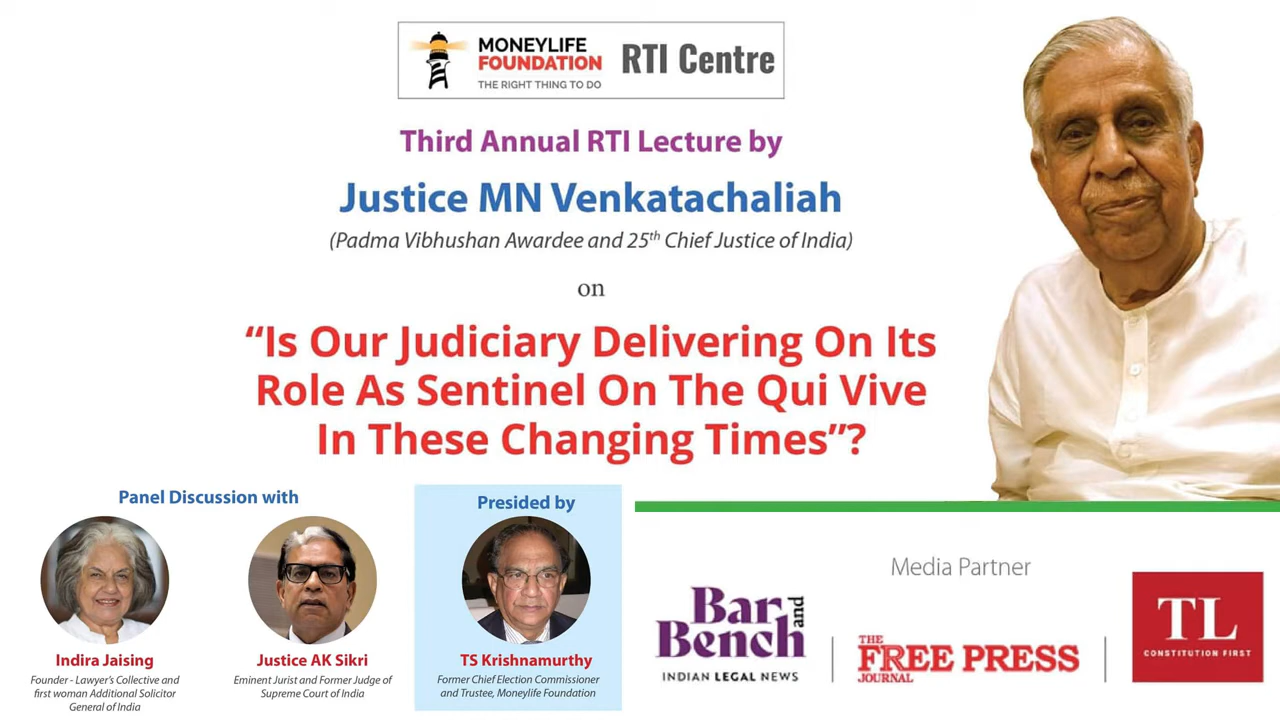 MONEYLIFE
FOUNDATION
THE RIGHT THING TO DO
RTI Centre
Third Annual RTI Lecture by
Justice MN Venkatachaliah
(Padma Vibhushan Awardee and 25th Chief Justice of India)
on
“Is Our Judiciary Delivering On Its
Role As Sentinel On The Qui Vive
In These Changing Times”?
Panel Discussion with
Indira Jaising
Founder - Lawyer’s Collective and
first woman Additional Solicitor
General of India
Justice AK Sikri
Eminent Jurist and Former Judge of
Supreme Court of India
Presided by
TS Krishnamurthy
Former Chief Election Commissioner
and Trustee, Moneylife Foundation
Media Partner
Bar and
Bench
INDIAN LEGAL NEWS
THE
FREE PRESS
JOURNAL
TL
CONSTITUTION FIRST